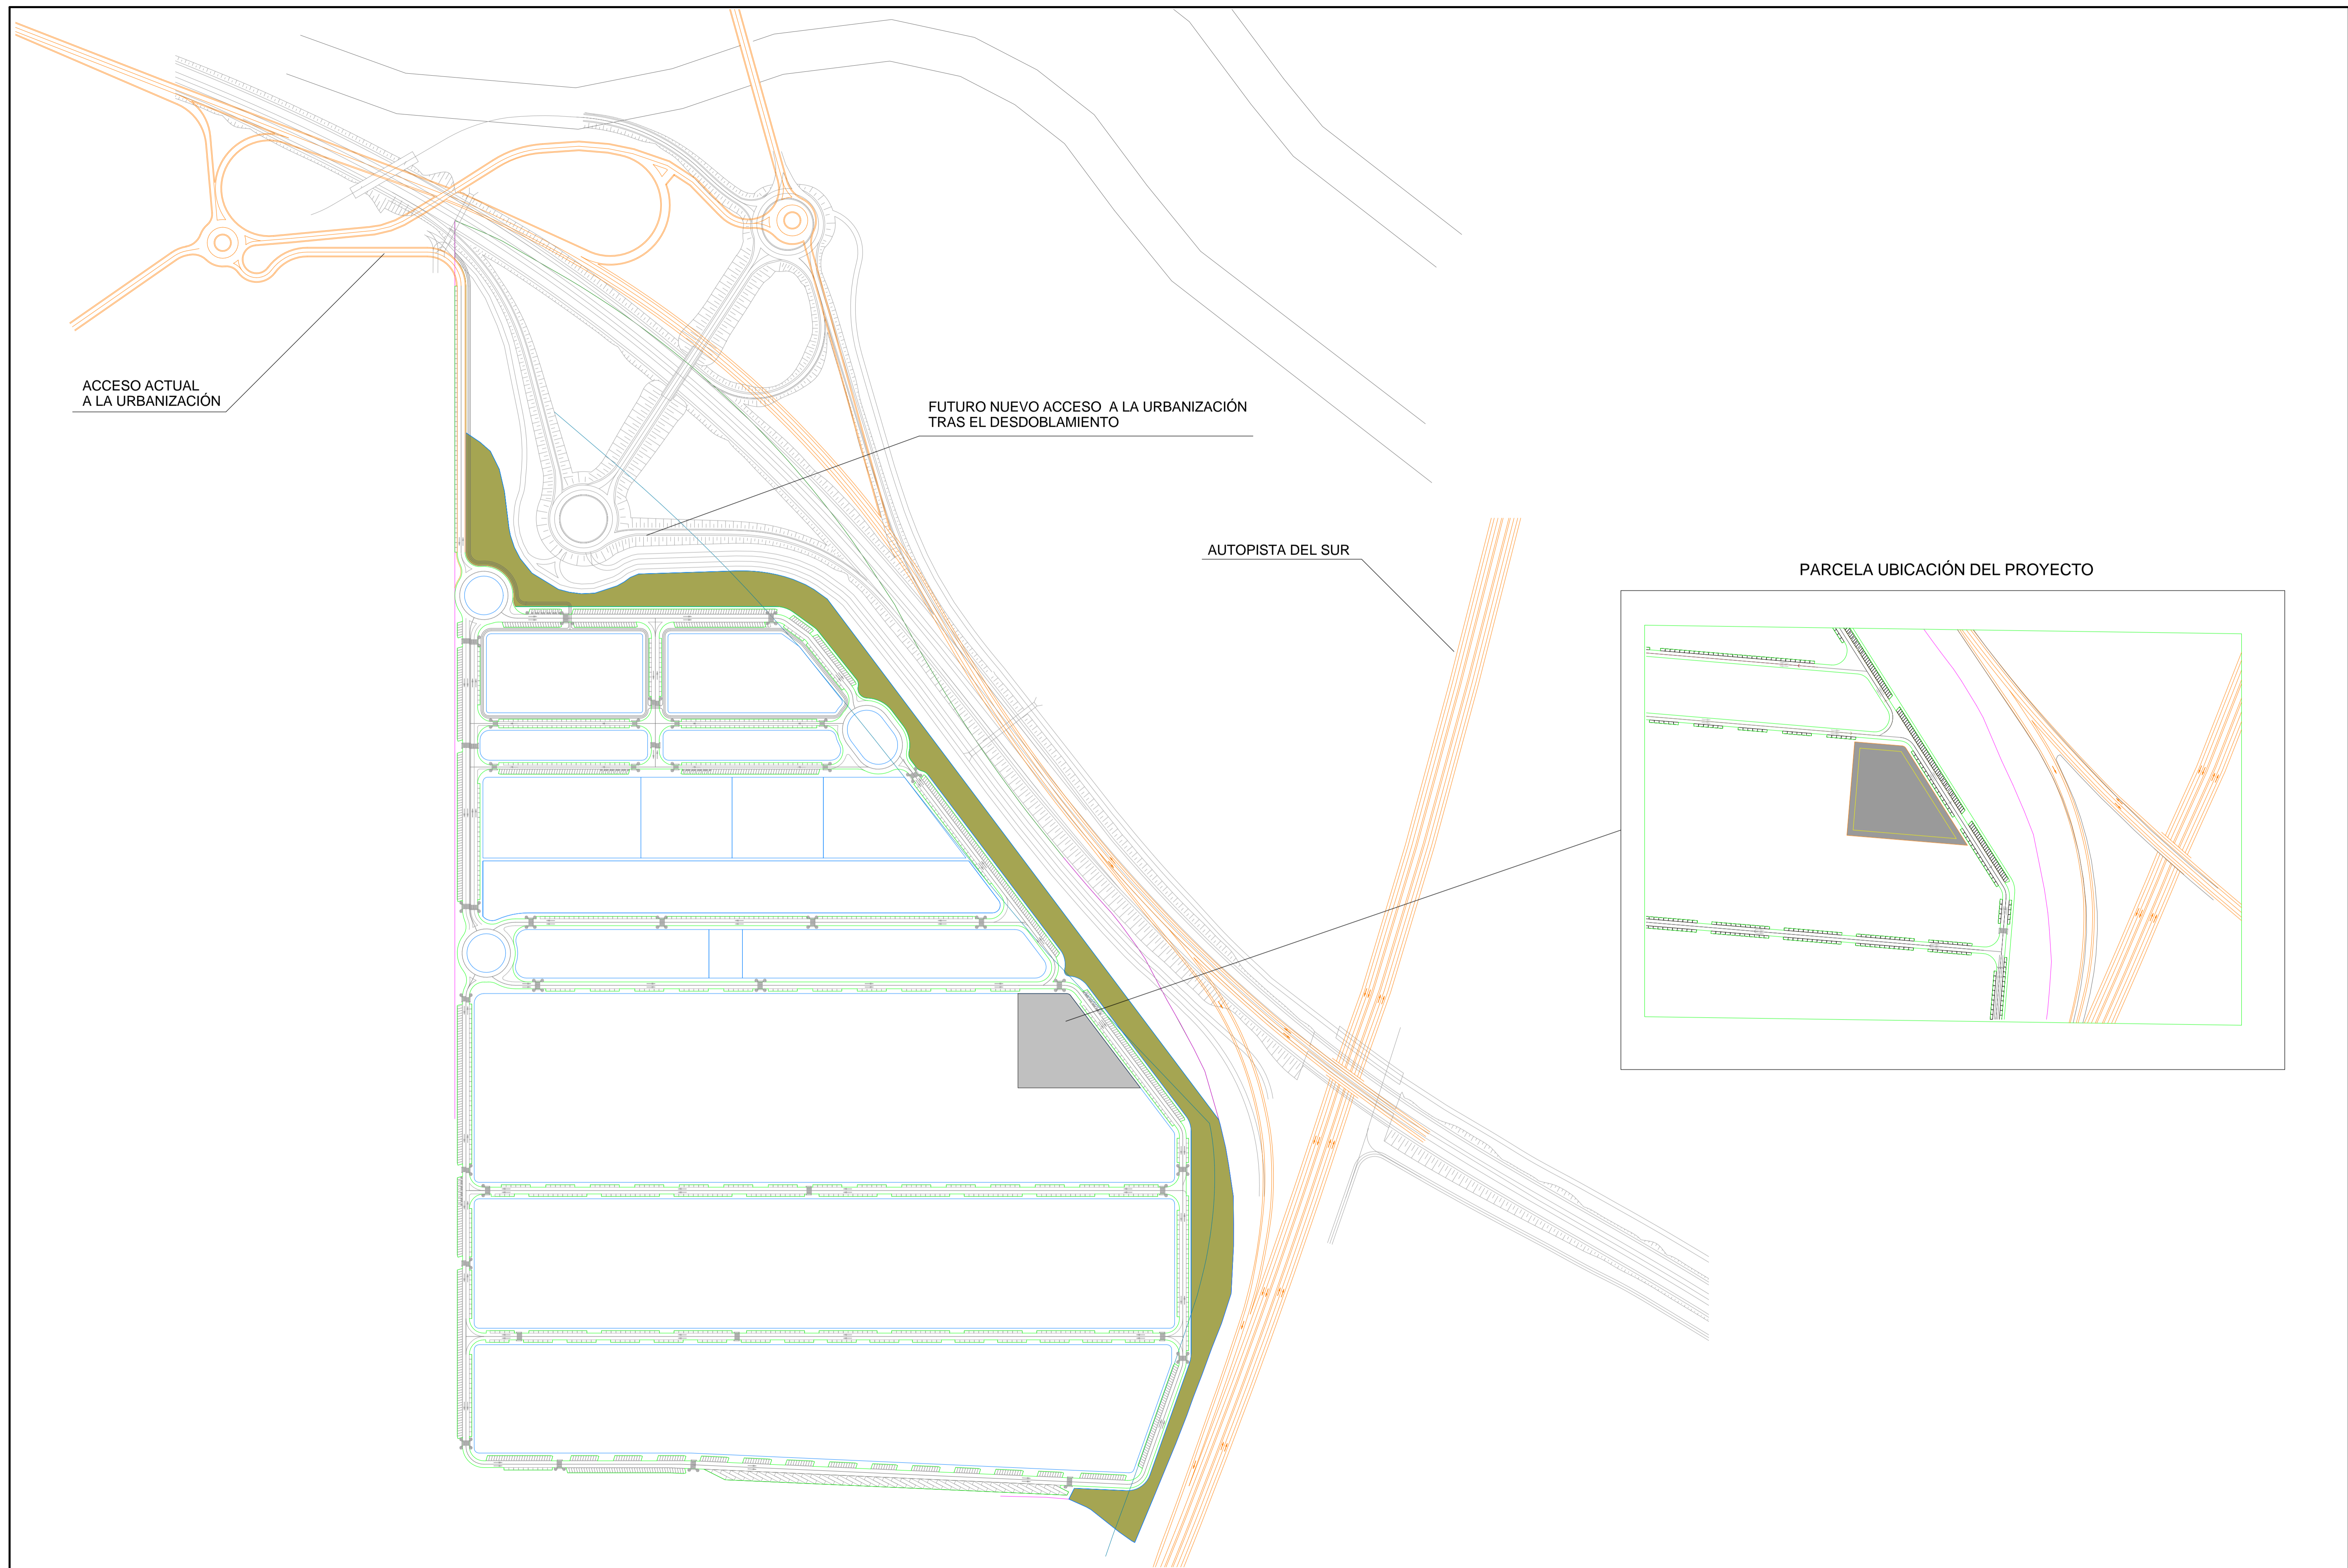 ACCESO ACTUAL
A LA URBANIZACIÓN
FUTURO NUEVO ACCESO A LA URBANIZACIÓN
TRAS EL DESDOBLAMIENTO
AUTOPISTA DEL SUR
PARCELA UBICACIÓN DEL PROYECTO